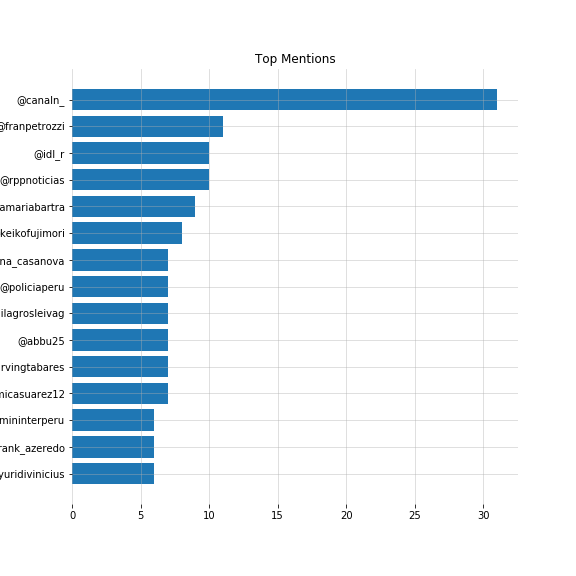 Top Mentions
@canaln_
@franpetrozzi
@idl_r
@rppnoticias
amariabartra
keikofujimori
na_casanova
@policiaperu
ilagrosleivag
@abbu25
rvingtabares
micasuarez12
mininterperu
rank_azeredo
yuridivinicius
0 5 10 15 20 25 30